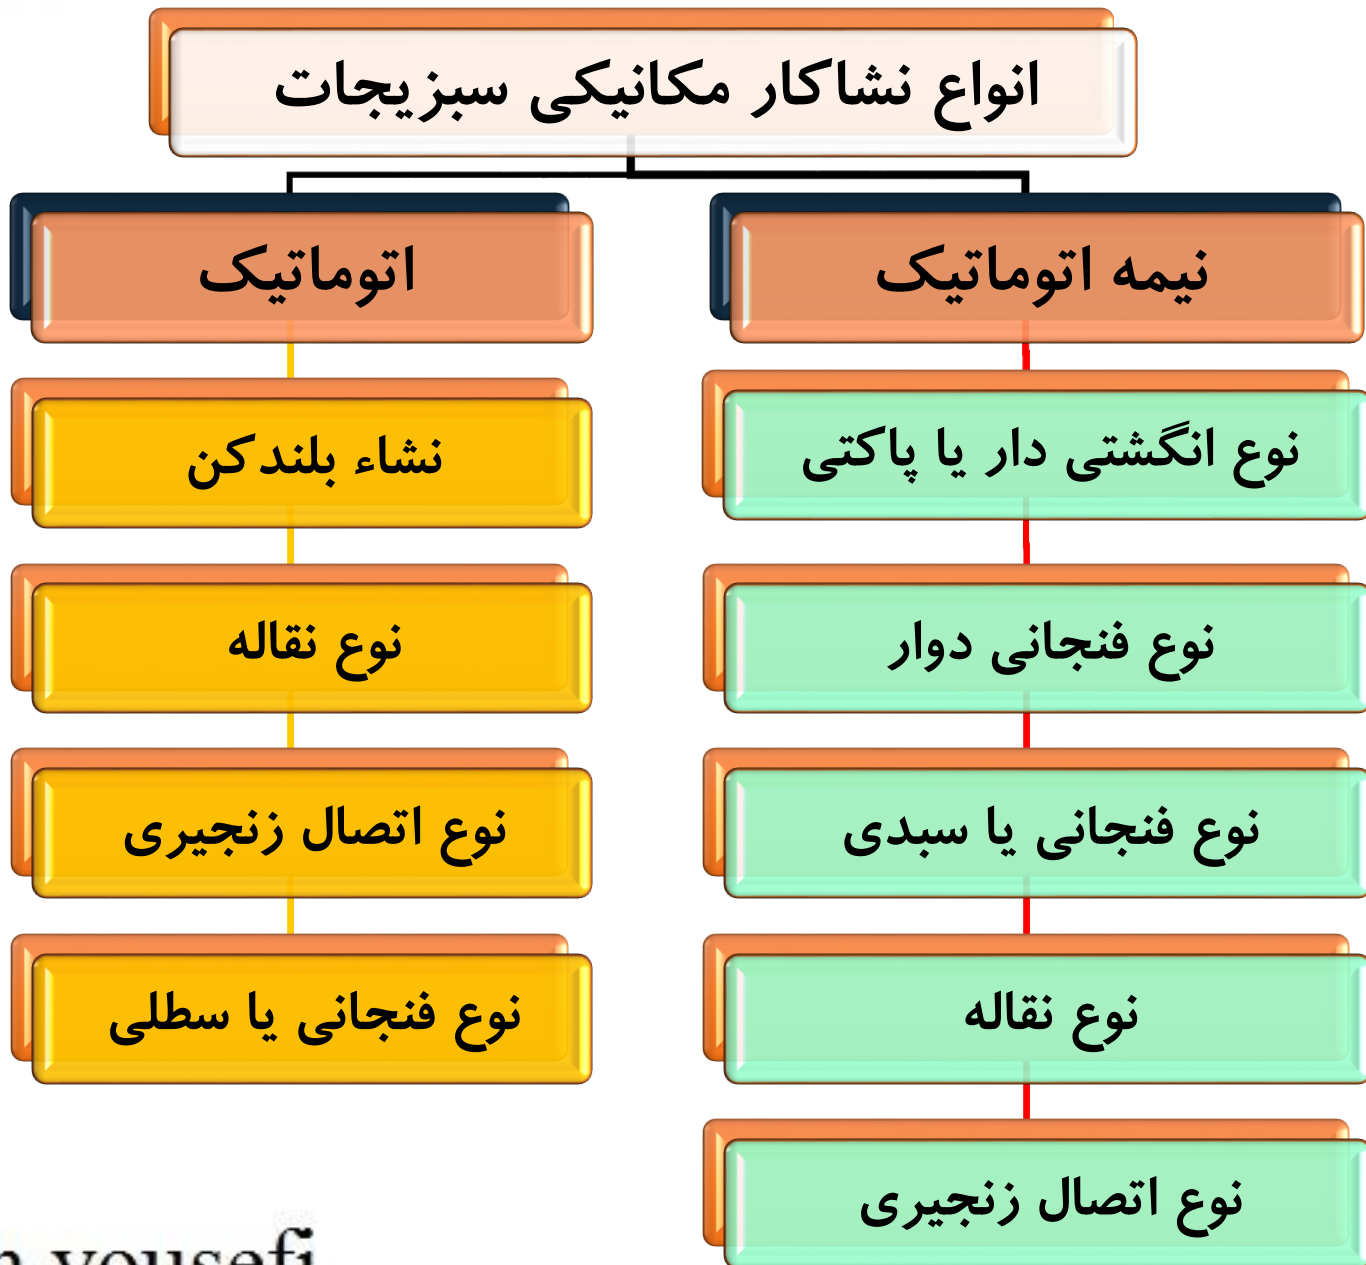 انواع نشاکار مکانیکی سبزیجات
نیمه اتوماتیک
نوع انگشتی دار یا پاکتی
نوع فنجانی دوار
نوع فنجانی یا سبدی
نوع نقاله
نوع اتصال زنجیری
اتوماتیک
نشاء بلندکن
نوع نقاله
نوع اتصال زنجیری
نوع فنجانی یا سطلی
yousefi